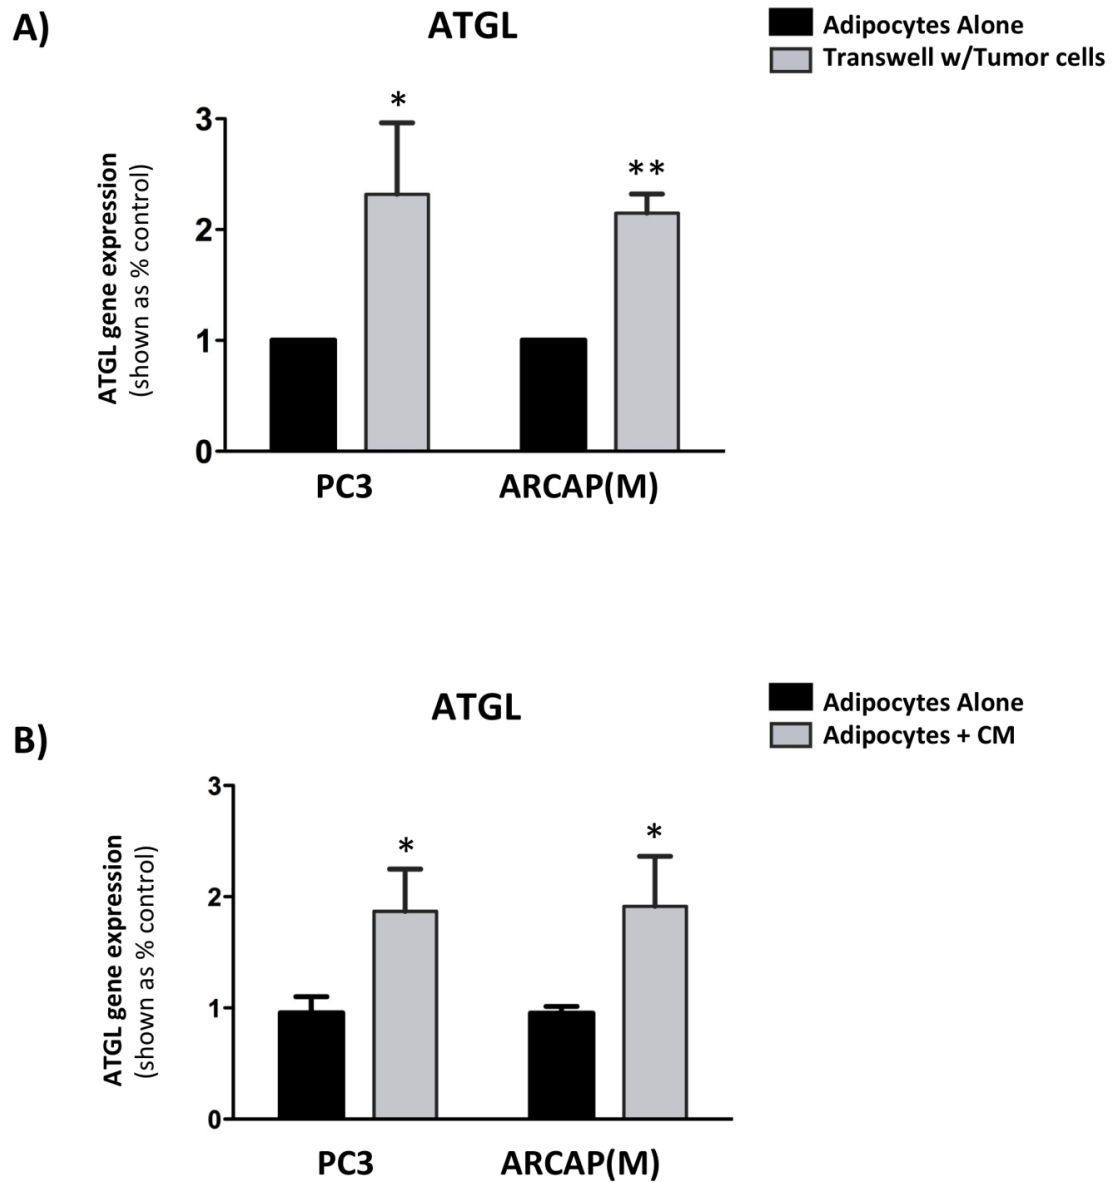 A)
ATGL
Adipocytes Alone
Transwell w/Tumor cells
ATGL gene expression
(shown as % control)
3
2
1
0
*
**
PC3
ARCAP(M)
B)
ATGL
Adipocytes Alone
Adipocytes + CM
ATGL gene expression
(shown as % control)
3
2
1
0
*
*
PC3
ARCAP(M)